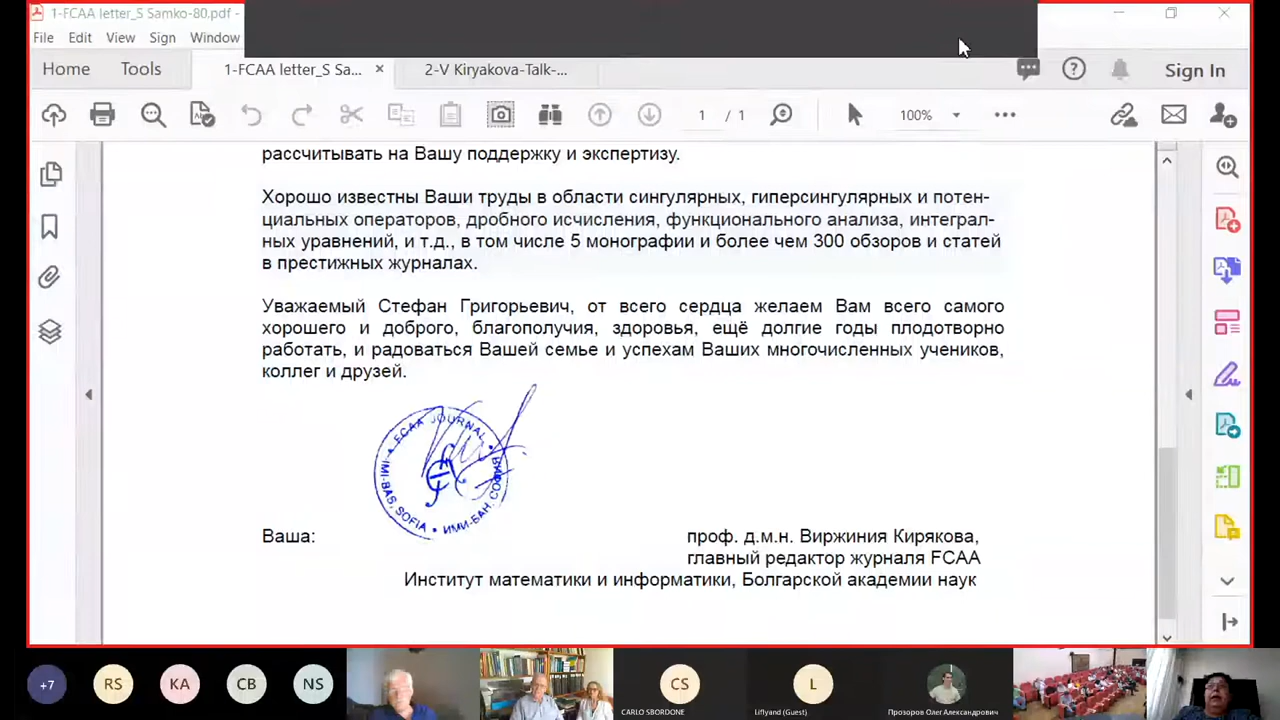 1-FCAA letter_S Samko-80.pdf -
File Edit View Sign Window
Home Tools 1-FCAA letter_S Sa... × 2-V Kiryakova-Talk-... Sign In
1 / 1 100%
рассчитывать на Вашу поддержку и экспертизу.
Хорошо известны Ваши труды в области сингулярных, гиперсингулярных и потен-
циальных операторов, дробного исчисления, функционального анализа, интеграл-
ных уравнений, и т.д., в том числе 5 монографии и более чем 300 обзоров и статей
в престижных журналах.
Уважаемый Стефан Григорьевич, от всего сердца желаем Вам всего самого
хорошего и доброго, благополучия, здоровья, ещё долгие годы плодотворно
работать, и радоваться Вашей семье и успехам Ваших многочисленных учеников,
коллег и друзей.
FCAA JOURNAL
IMI-BAS, SOFIA • ИМИ-БАН, СОФИЯ
Ваша: проф. д.м.н. Виржиния Кирякова,
главный редактор журнала FCAA
Институт математики и информатики, Болгарской академии наук
+7 RS KA CB NS CS L
CARLO SBORDONE Liflyand (Guest) Прозоров Олег Александрович